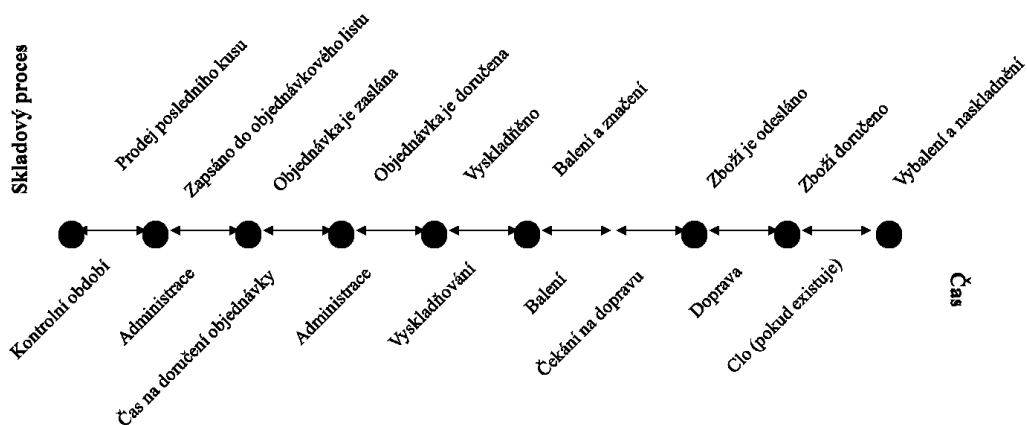 Skladový proces
Prodej posledního kusu
Zapsáno do objednávkového listu
Objednávka je zaslána
Objednávka je doručena
Vyskladňěno
Balení a značení
Zboží je odesláno
Zboží doručeno
Vybalení a naskladnění
Kontrolní období
Administrace
Čas na doručení objednávky
Administrace
Vyskladňování
Balení
Čekání na dopravu
Doprava
Clo (pokud existuje)
Čas